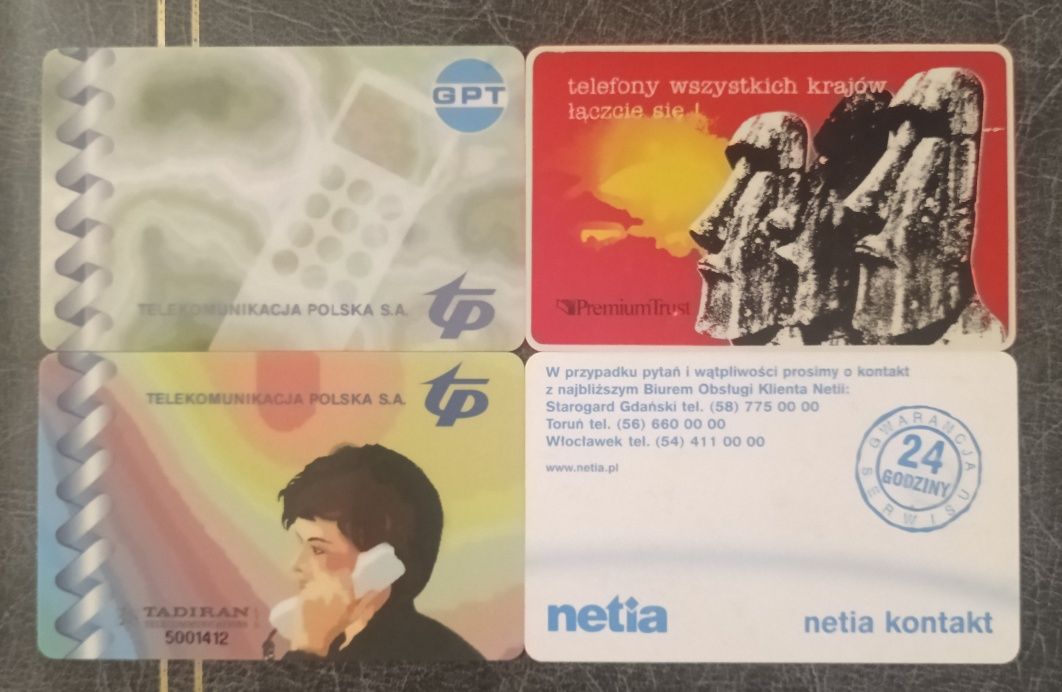 GPT
TELEKOMUNIKACJA POLSKA S.A.
tp
telefony wszystkich krajów
łączcie się !
PremiumTrust
TELEKOMUNIKACJA POLSKA S.A.
tp
TADIRAN
TELECOMMUNICATIONS
5001412
W przypadku pytań i wątpliwości prosimy o kontakt
z najbliższym Biurem Obsługi Klienta Netii:
Starogard Gdański tel. (58) 775 00 00
Toruń tel. (56) 660 00 00
Włocławek tel. (54) 411 00 00
www.netia.pl
GWARANCJA
24
GODZINY
SERWISU
netia
netia kontakt